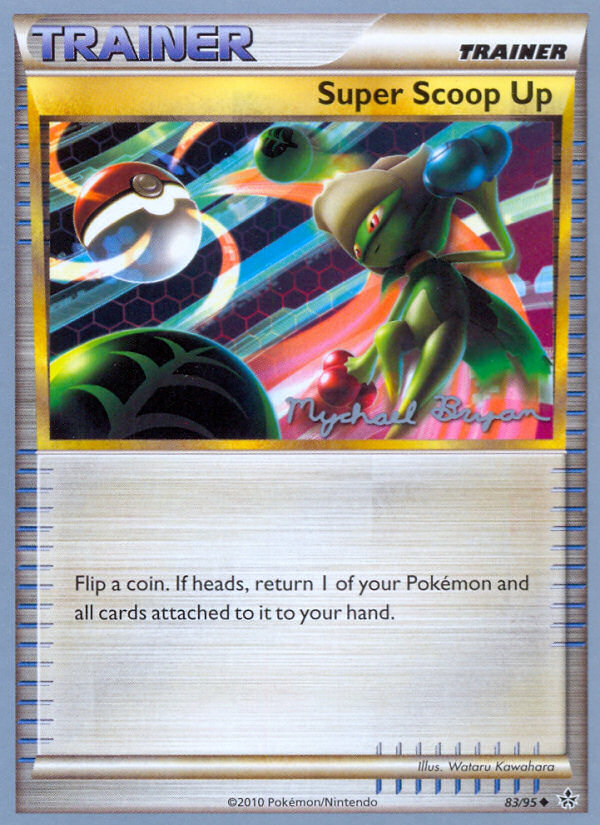 TRAINER
TRAINER
Super Scoop Up
Mychael Bryan
Flip a coin. If heads, return 1 of your Pokémon and
all cards attached to it to your hand.
Illus. Wataru Kawahara
©2010 Pokémon/Nintendo
83/95